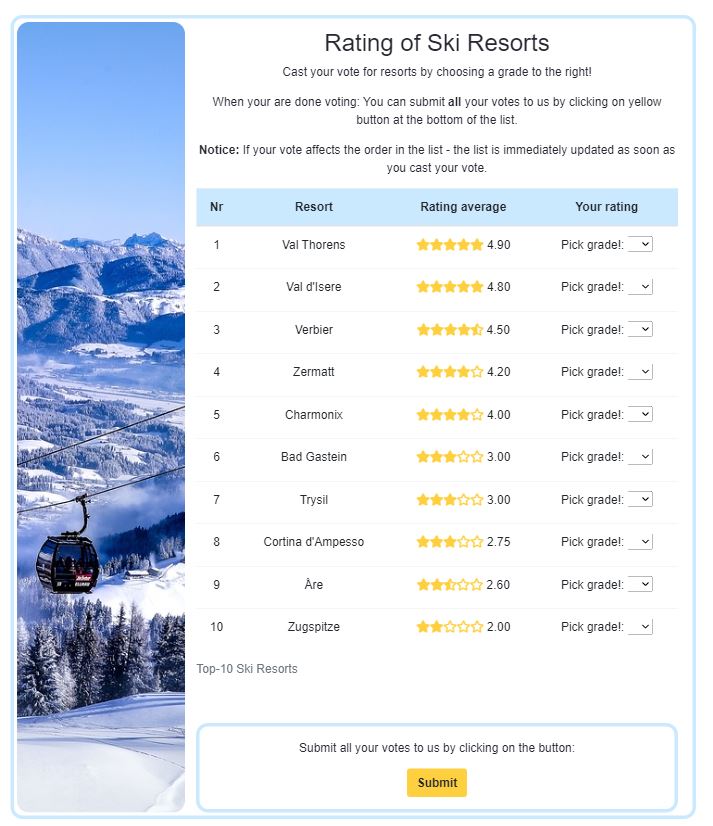 Rating of Ski Resorts
Cast your vote for resorts by choosing a grade to the right!
When your are done voting: You can submit all your votes to us by clicking on yellow
button at the bottom of the list.
Notice: If your vote affects the order in the list - the list is immediately updated as soon as
you cast your vote.
Nr Resort Rating average Your rating
1 Val Thorens 4.90 Pick grade!:
2 Val d'Isere 4.80 Pick grade!:
3 Verbier 4.50 Pick grade!:
4 Zermatt 4.20 Pick grade!:
5 Charmonix 4.00 Pick grade!:
6 Bad Gastein 3.00 Pick grade!:
7 Trysil 3.00 Pick grade!:
8 Cortina d'Ampesso 2.75 Pick grade!:
9 Åre 2.60 Pick grade!:
10 Zugspitze 2.00 Pick grade!:
Top-10 Ski Resorts
Submit all your votes to us by clicking on the button:
Submit